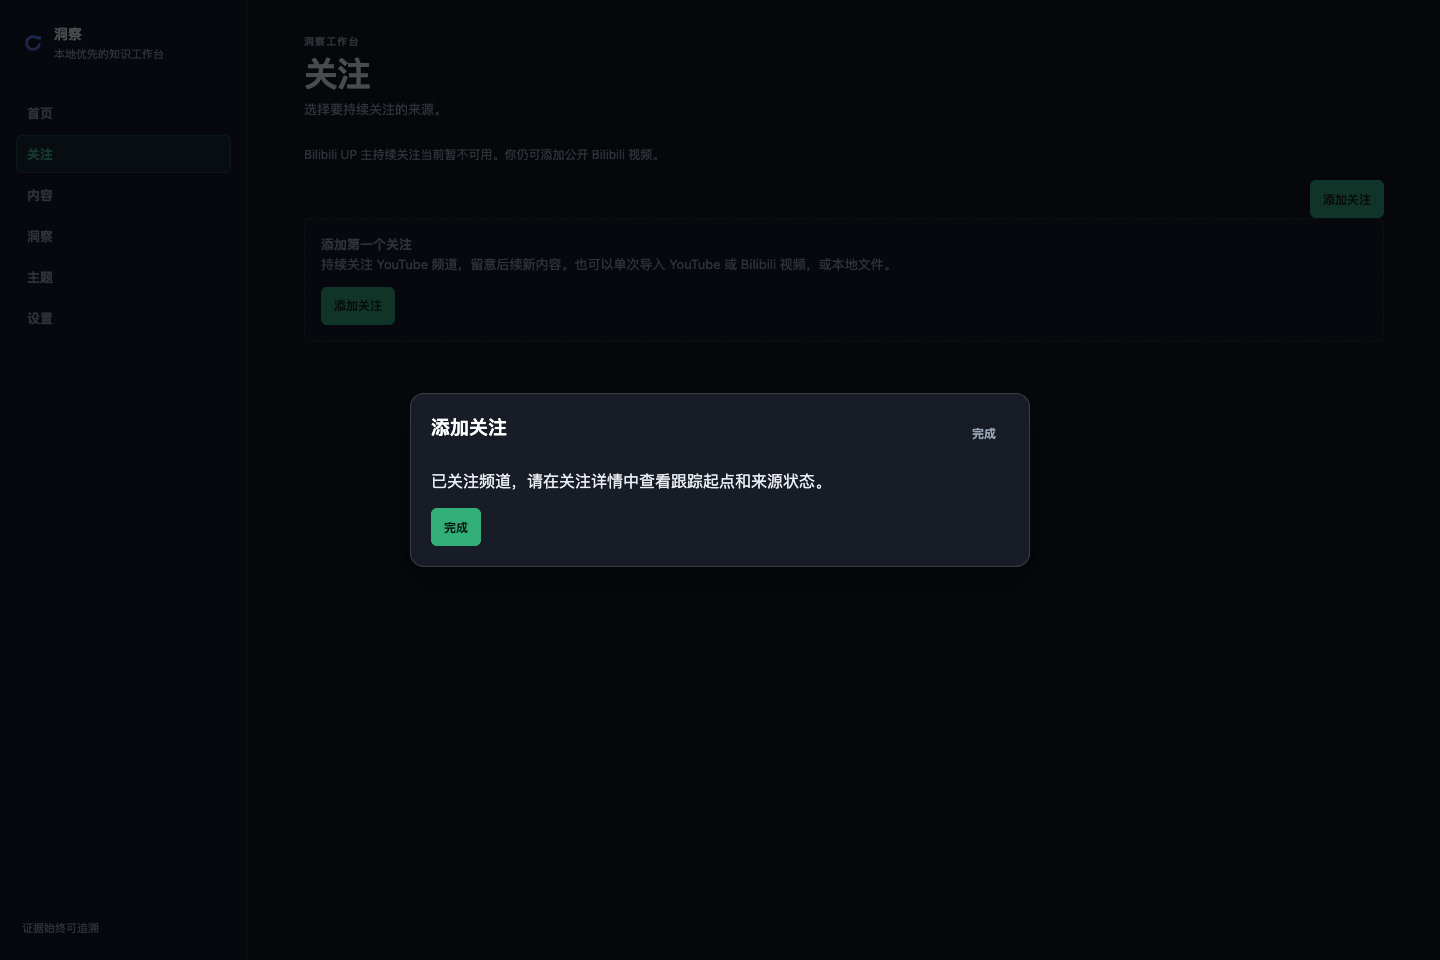 洞察
本地优先的知识工作台
首页
关注
内容
洞察
主题
设置
证据始终可追溯
洞察工作台
关注
选择要持续关注的来源。
Bilibili UP 主持续关注当前暂不可用。你仍可添加公开 Bilibili 视频。
添加关注
添加第一个关注
持续关注 YouTube 频道，留意后续新内容。也可以单次导入 YouTube 或 Bilibili 视频，或本地文件。
添加关注
添加关注
完成
已关注频道，请在关注详情中查看跟踪起点和来源状态。
完成